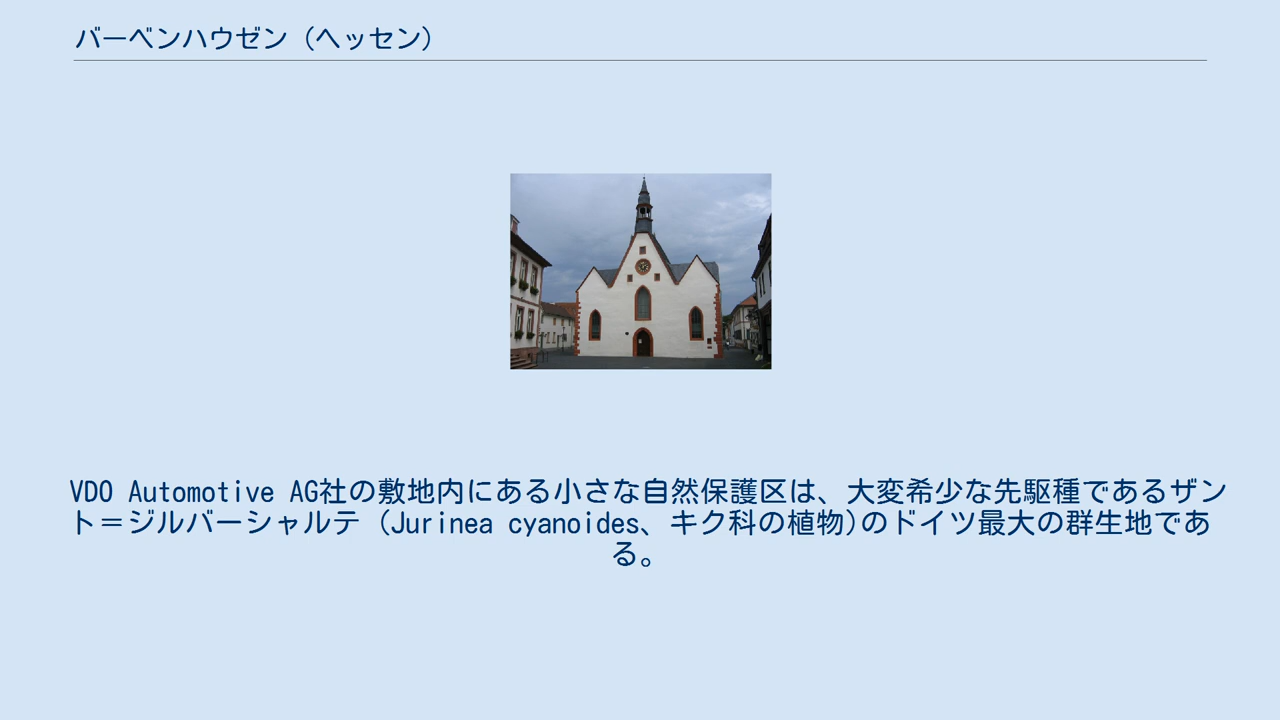 バーベンハウゼン (ヘッセン)
VDO Automotive AG社の敷地内にある小さな自然保護区は、大変希少な先駆種であるザン
ト＝ジルバーシャルテ (Jurinea cyanoides、キク科の植物)のドイツ最大の群生地であ
る。